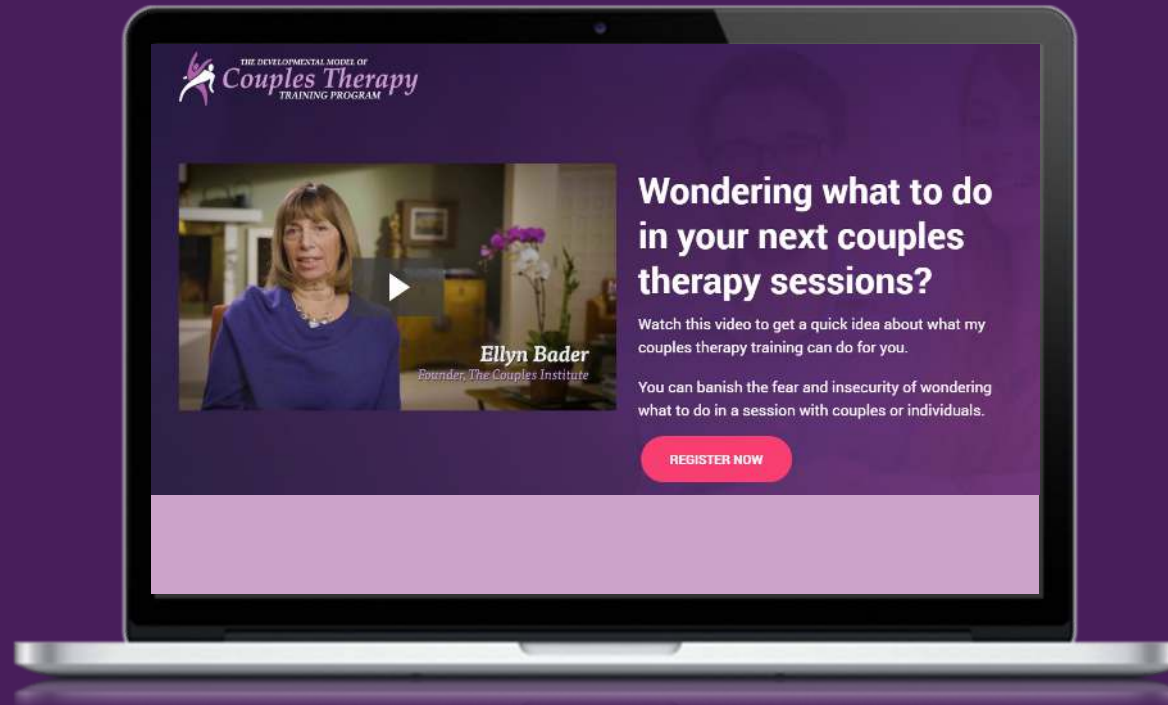 THE DEVELOPMENTAL MODEL OF
Couples Therapy
TRAINING PROGRAM
Ellyn Bader
Founder, The Couples Institute
Wondering what to do
in your next couples
therapy sessions?
Watch this video to get a quick idea about what my
couples therapy training can do for you.
You can banish the fear and insecurity of wondering
what to do in a session with couples or individuals.
REGISTER NOW